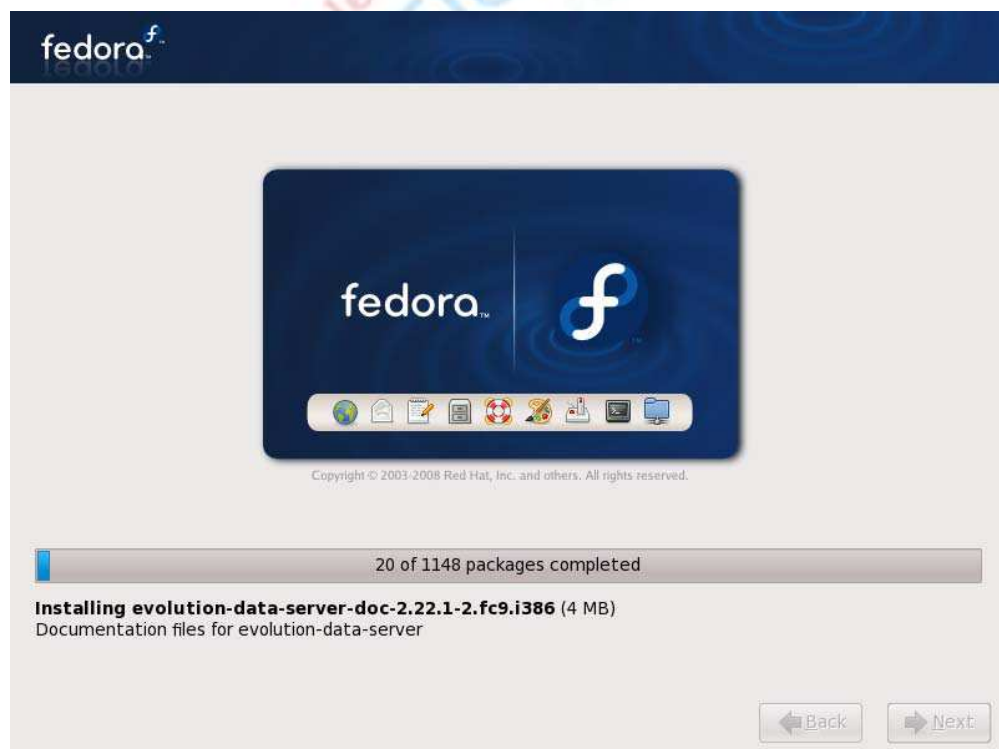 fedora
fedora
Copyright © 2003-2008 Red Hat, Inc. and others. All rights reserved.
20 of 1148 packages completed
Installing evolution-data-server-doc-2.22.1-2.fc9.i386 (4 MB)
Documentation files for evolution-data-server
Back
Next